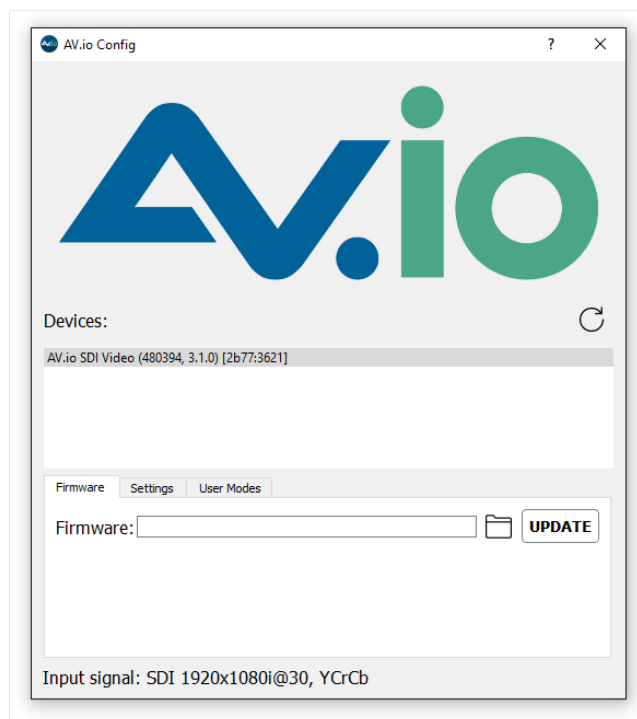 AV.io Config
AV.io
Devices:
AV.io SDI Video (480394, 3.1.0) [2b77:3621]
Firmware Settings User Modes
Firmware: UPDATE
Input signal: SDI 1920x1080i@30, YCrCb